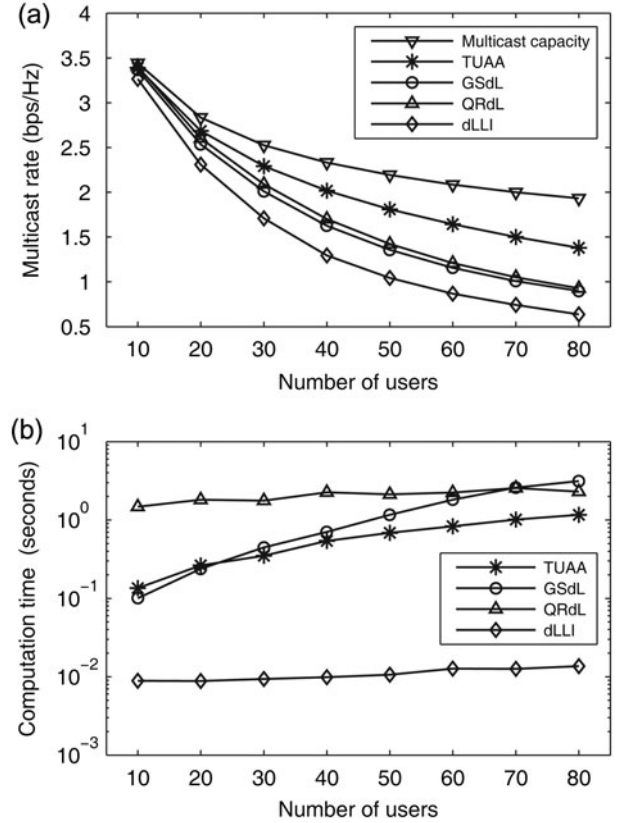 (a)
4
3.5
3
2.5
2
1.5
1
0.5
Multicast rate (bps/Hz)
Multicast capacity
TUAA
GSdL
QRdL
dLLI
10 20 30 40 50 60 70 80
Number of users
(b)
10^1
10^0
10^-1
10^-2
10^-3
Computation time (seconds)
TUAA
GSdL
QRdL
dLLI
10 20 30 40 50 60 70 80
Number of users